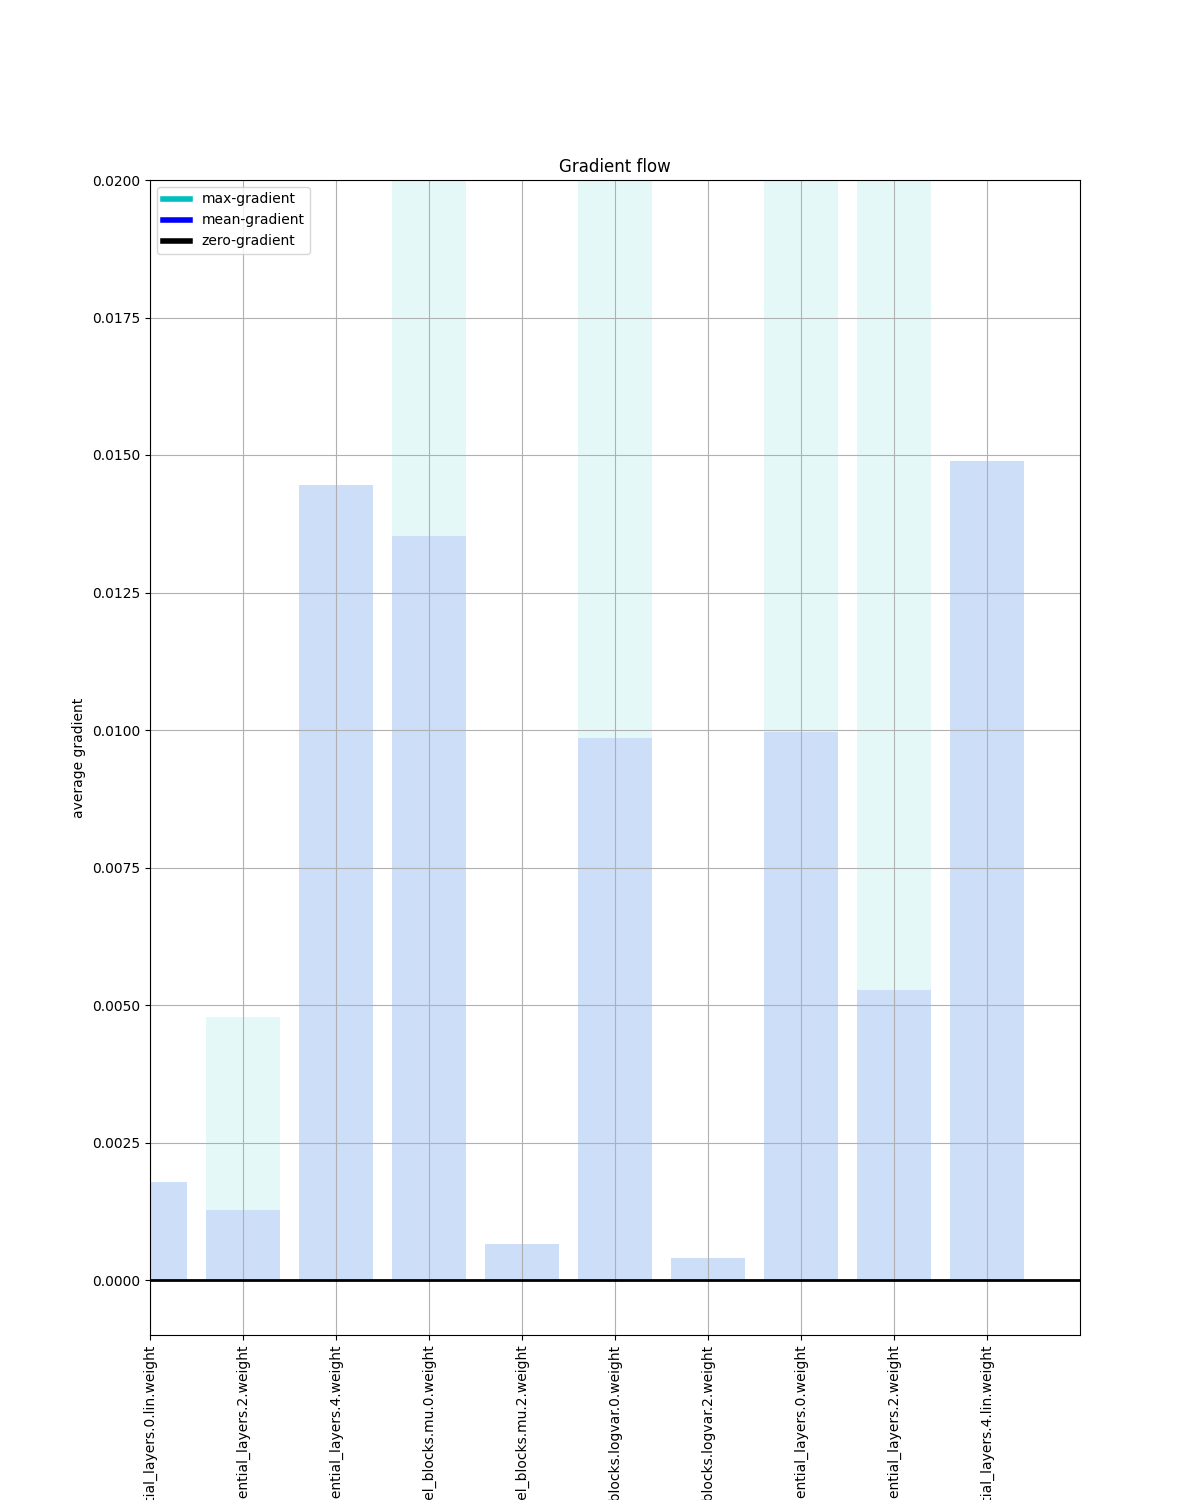 Gradient flow
max-gradient
mean-gradient
zero-gradient
0.0200
0.0175
0.0150
0.0125
0.0100
0.0075
0.0050
0.0025
0.0000
average gradient
tial_layers.0.lin.weight
ential_layers.2.weight
ential_layers.4.weight
el_blocks.mu.0.weight
el_blocks.mu.2.weight
blocks.logvar.0.weight
blocks.logvar.2.weight
ential_layers.0.weight
ential_layers.2.weight
tial_layers.4.lin.weight